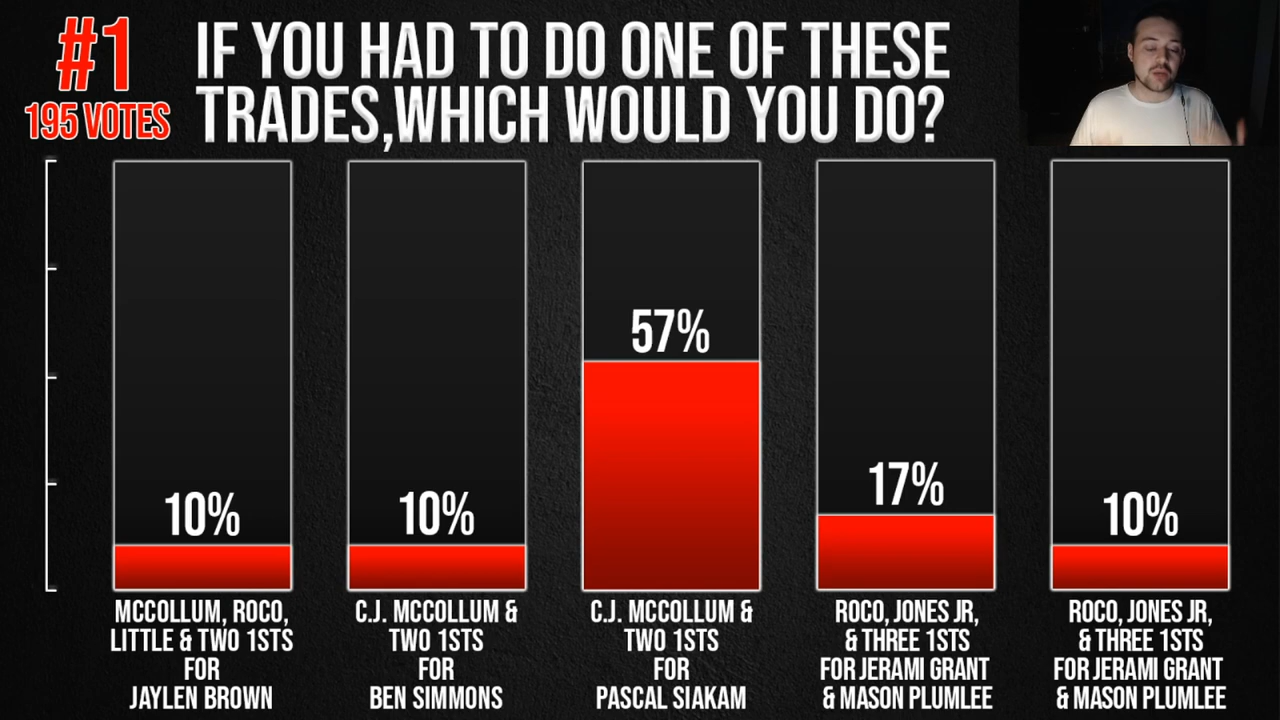 #1
195 VOTES
IF YOU HAD TO DO ONE OF THESE
TRADES,WHICH WOULD YOU DO?
10%
10%
57%
17%
10%
MCCOLLUM, ROCO,
LITTLE & TWO 1STS
FOR
JAYLEN BROWN
C.J. MCCOLLUM &
TWO 1STS
FOR
BEN SIMMONS
C.J. MCCOLLUM &
TWO 1STS
FOR
PASCAL SIAKAM
ROCO, JONES JR,
& THREE 1STS
FOR JERAMI GRANT
& MASON PLUMLEE
ROCO, JONES JR,
& THREE 1STS
FOR JERAMI GRANT
& MASON PLUMLEE